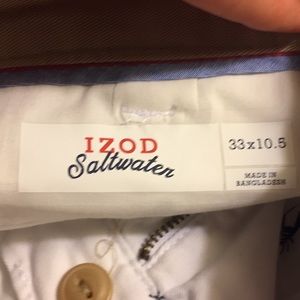 IZOD
Saltwater
33x10.5
MADE IN
BANGLADESH